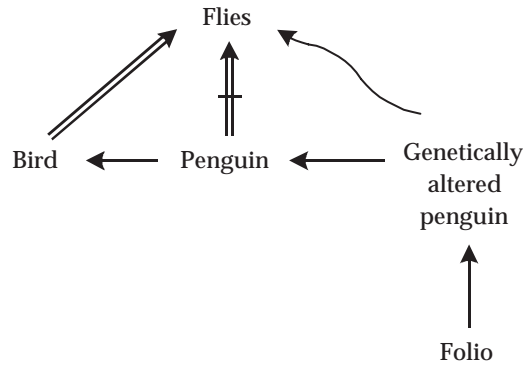 Flies
Bird
Penguin
Genetically
altered
penguin
Folio